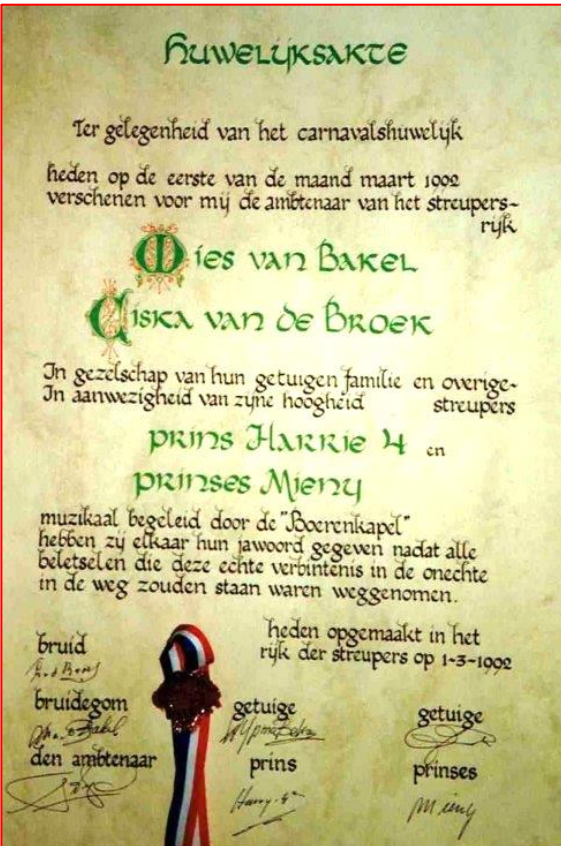 Huwelijksakte
Ter gelegenheid van het carnavalshuwelijk
heden op de eerste van de maand maart 1992
verschenen voor mij de ambtenaar van het streupers-
rijk
Mies van Bakel
Ciska van de Broek
In gezelschap van hun getuigen familie en overige-
In aanwezigheid van zijne hoogheid streupers
prins Harrie 4 en
prinses Mieny
muzikaal begeleid door de "Boerenkapel"
hebben zij elkaar hun jawoord gegeven nadat alle
beletselen die deze echte verbintenis in de onechte
in de weg zouden staan waren weggenomen.
heden opgemaakt in het
rijk der streupers op 1-3-1992
bruid
bruidegom
getuige
getuige
den ambtenaar
prins
prinses
Mieny